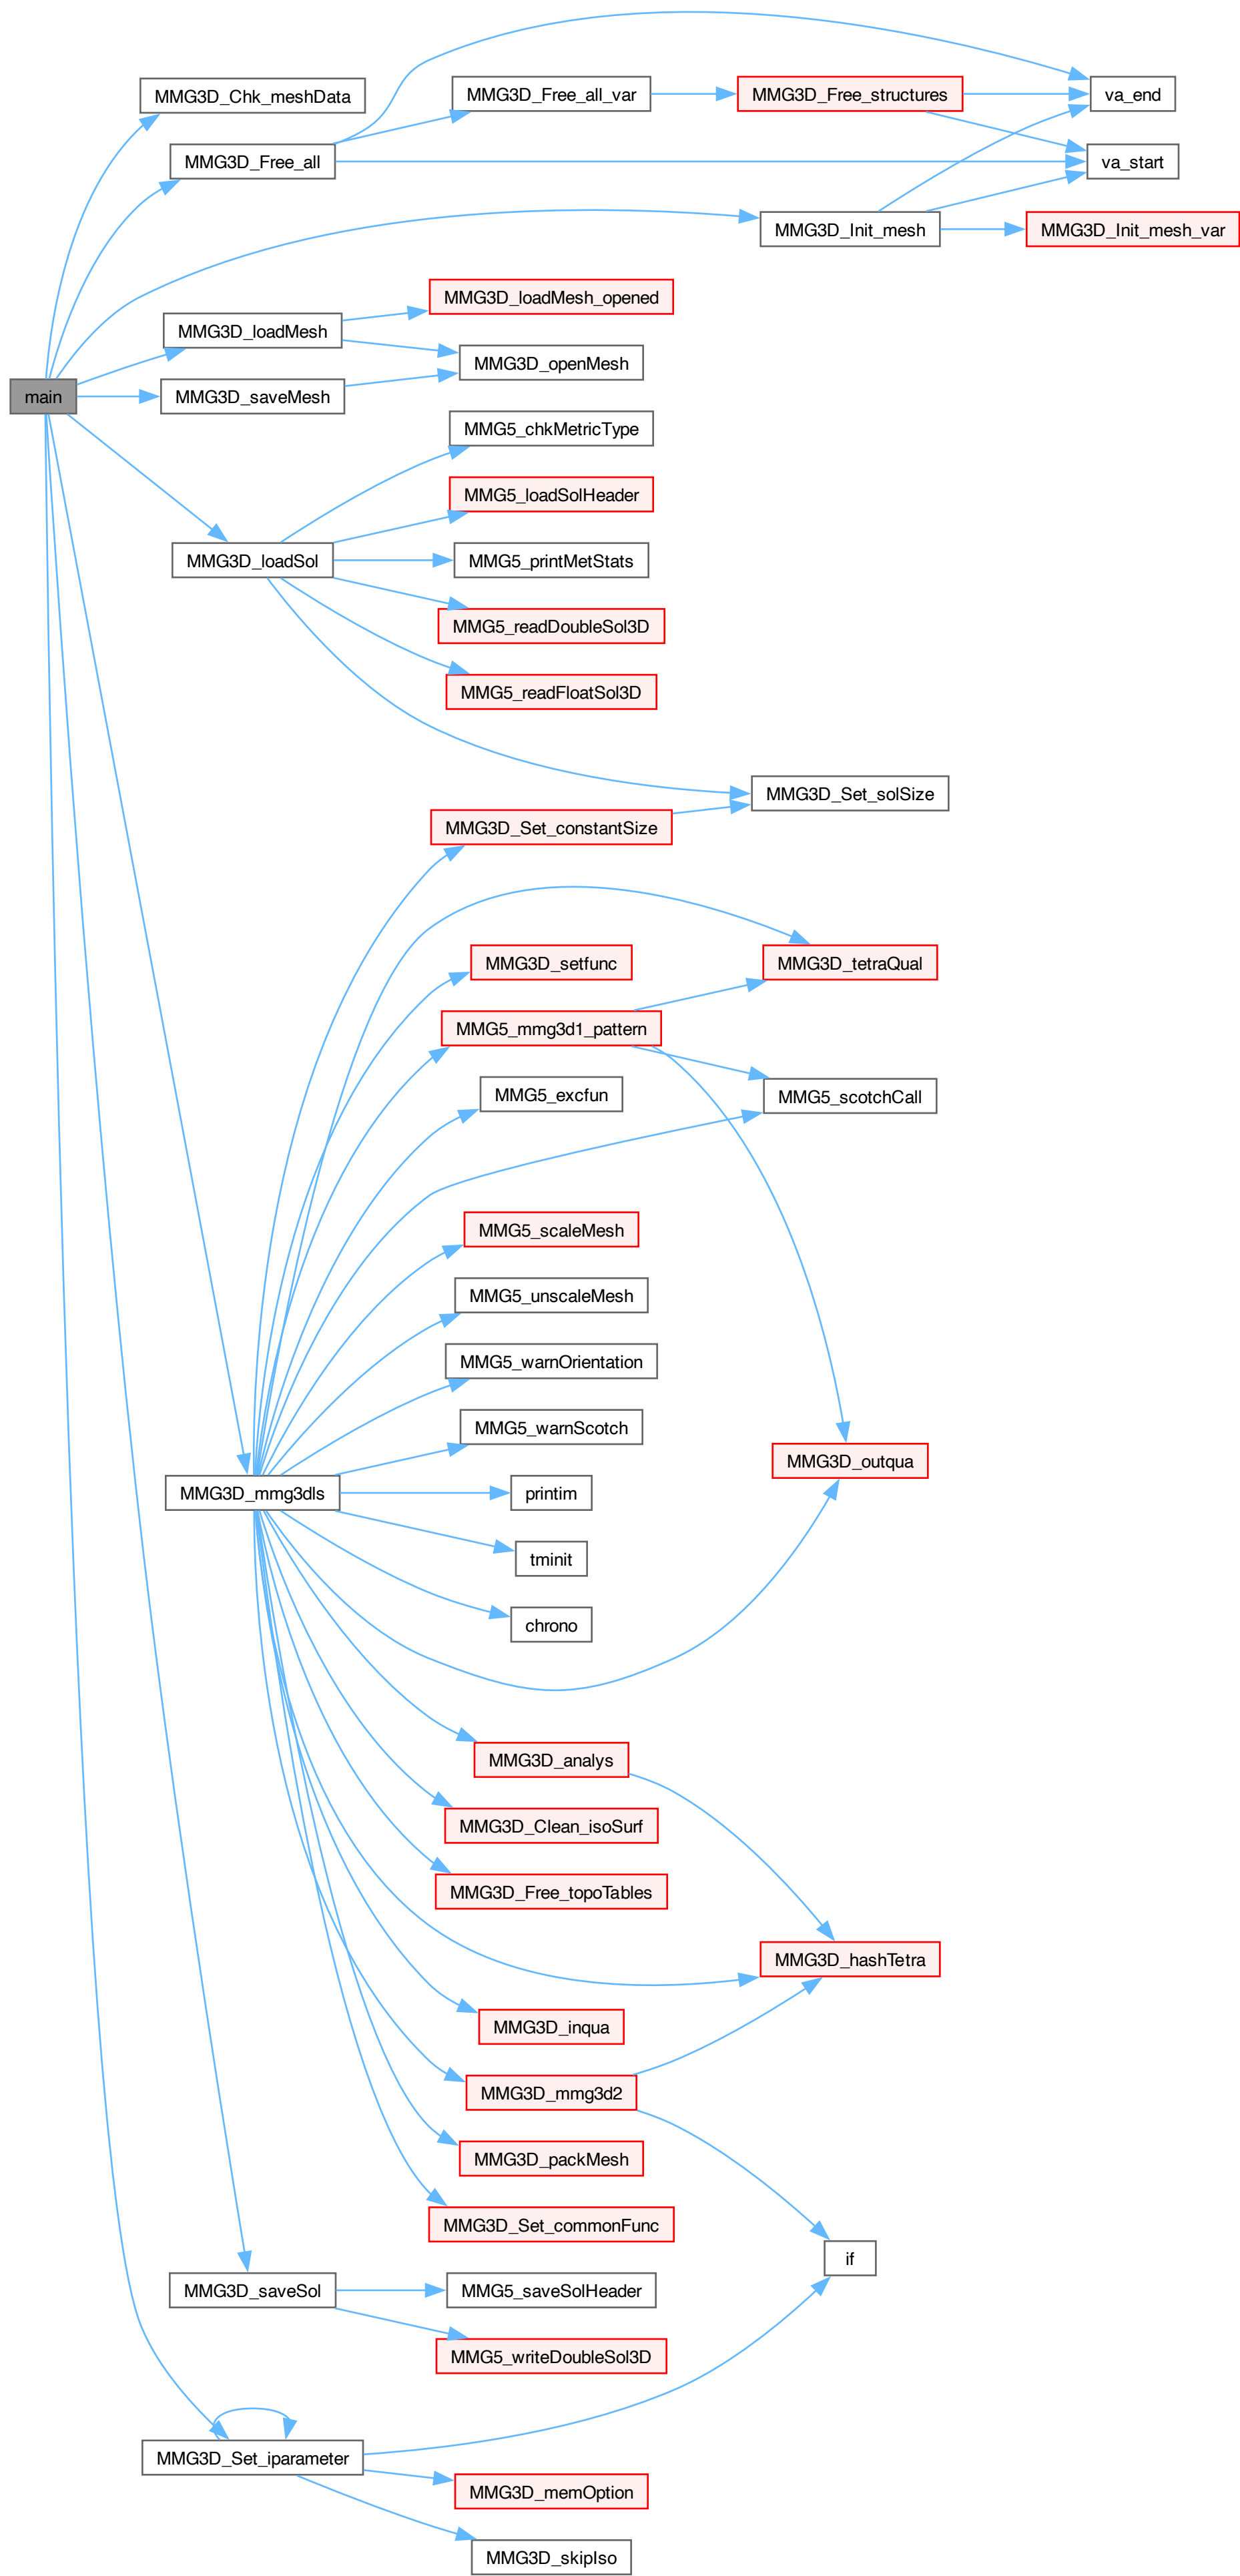 MMG3D_Chk_meshData
MMG3D_Free_all_var
MMG3D_Free_structures
va_end
MMG3D_Free_all
va_start
MMG3D_Init_mesh
MMG3D_Init_mesh_var
MMG3D_loadMesh_opened
MMG3D_loadMesh
MMG3D_openMesh
main
MMG3D_saveMesh
MMG5_chkMetricType
MMG5_loadSolHeader
MMG3D_loadSol
MMG5_printMetStats
MMG5_readDoubleSol3D
MMG5_readFloatSol3D
MMG3D_Set_solSize
MMG3D_Set_constantSize
MMG3D_setfunc
MMG3D_tetraQual
MMG5_mmg3d1_pattern
MMG5_excfun
MMG5_scotchCall
MMG5_scaleMesh
MMG5_unscaleMesh
MMG5_warnOrientation
MMG5_warnScotch
MMG3D_outqua
MMG3D_mmg3dls
printim
tminit
chrono
MMG3D_analys
MMG3D_Clean_isoSurf
MMG3D_Free_topoTables
MMG3D_hashTetra
MMG3D_inqua
MMG3D_mmg3d2
MMG3D_packMesh
MMG3D_Set_commonFunc
if
MMG3D_saveSol
MMG5_saveSolHeader
MMG5_writeDoubleSol3D
MMG3D_Set_iparameter
MMG3D_memOption
MMG3D_skipIso